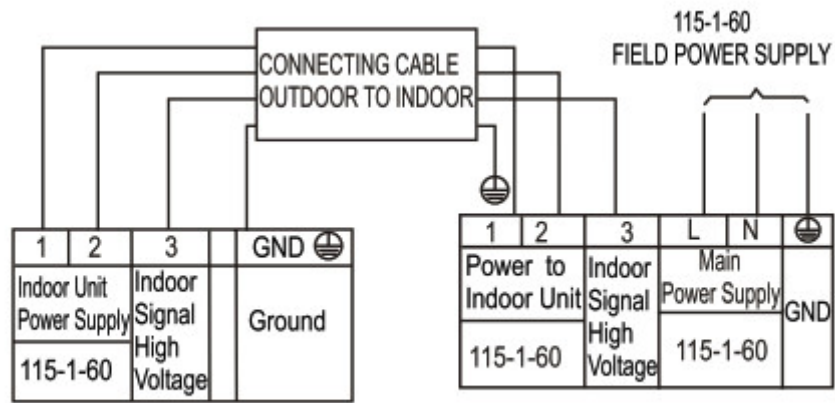 115-1-60
FIELD POWER SUPPLY
CONNECTING CABLE
OUTDOOR TO INDOOR
1 2 3 GND
Indoor Unit
Power Supply
115-1-60
Indoor
Signal
High
Voltage
Ground
1 2 3 L N
Power to
Indoor Unit
115-1-60
Indoor
Signal
High
Voltage
Main
Power Supply
115-1-60
GND